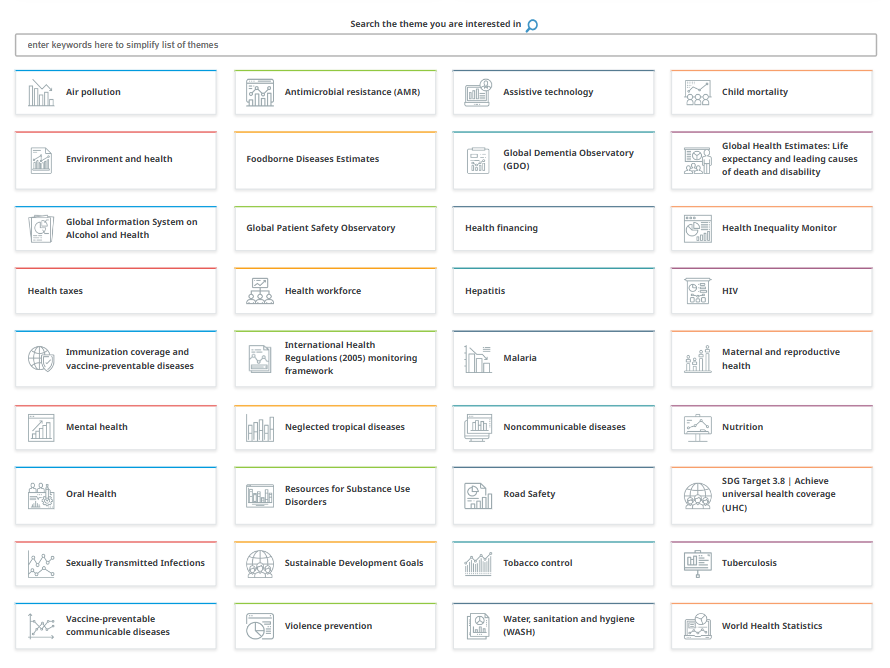 Search the theme you are interested in
enter keywords here to simplify list of themes
Air pollution
Antimicrobial resistance (AMR)
Assistive technology
Child mortality
Environment and health
Foodborne Diseases Estimates
Global Dementia Observatory
(GDO)
Global Health Estimates: Life
expectancy and leading causes
of death and disability
Global Information System on
Alcohol and Health
Global Patient Safety Observatory
Health financing
Health Inequality Monitor
Health taxes
Health workforce
Hepatitis
HIV
Immunization coverage and
vaccine-preventable diseases
International Health
Regulations (2005) monitoring
framework
Malaria
Maternal and reproductive
health
Mental health
Neglected tropical diseases
Noncommunicable diseases
Nutrition
Oral Health
Resources for Substance Use
Disorders
Road Safety
SDG Target 3.8 | Achieve
universal health coverage
(UHC)
Sexually Transmitted Infections
Sustainable Development Goals
Tobacco control
Tuberculosis
Vaccine-preventable
communicable diseases
Violence prevention
Water, sanitation and hygiene
(WASH)
World Health Statistics